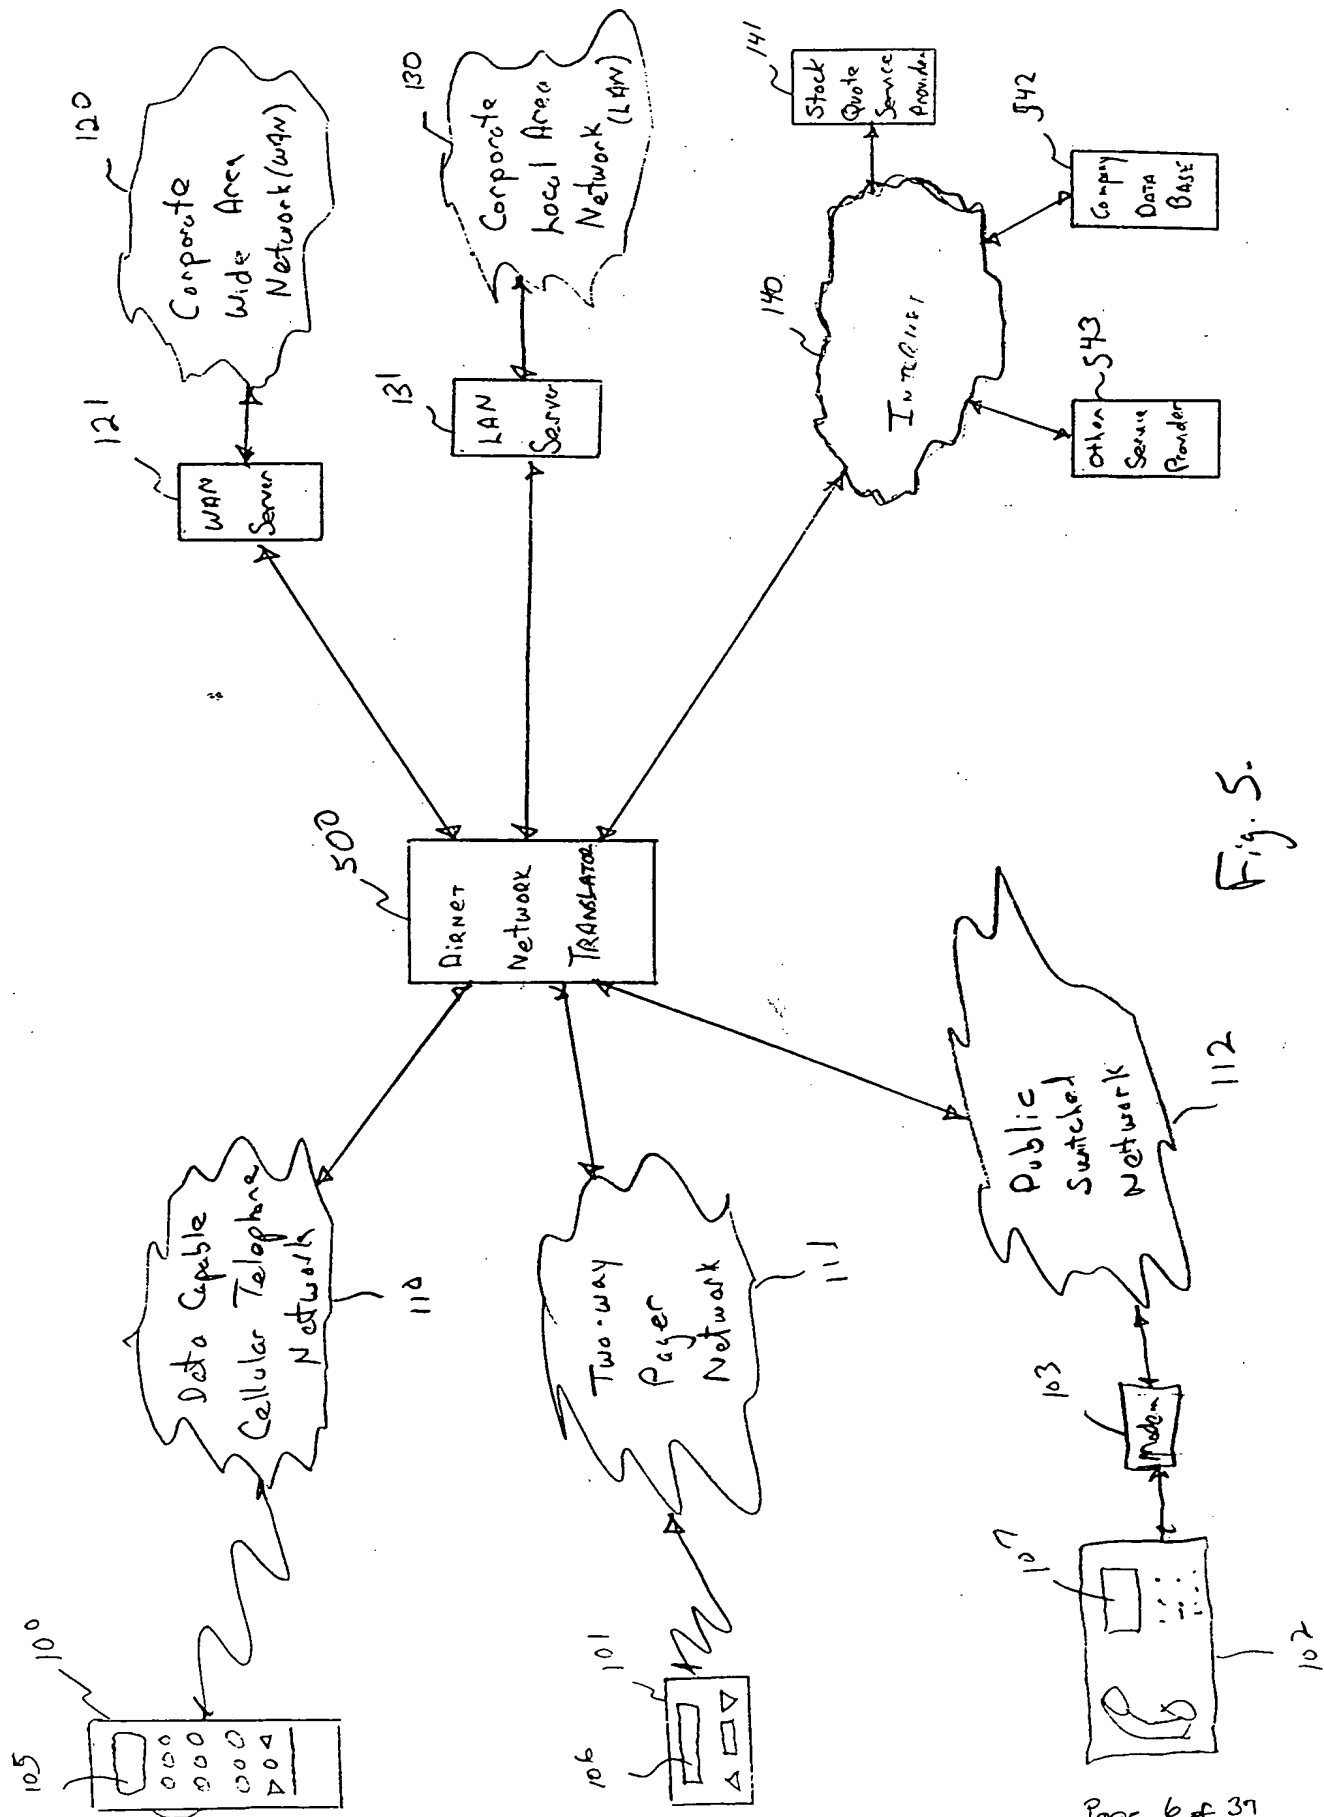 105
100
Data Capable
Cellular Telephone
Network
110
121
WAN
Server
120
Corporate
Wide Area
Network (WAN)
500
AirNet
Network
TRANSLATOR
131
LAN
Server
130
Corporate
Local Area
Network
(LAN)
106
101
Two-way
Pager
Network
111
140
INTERNET
141
Stock
Quote
Service
Provider
542
Company
DATA
BASE
543
Other
Service
Provider
107
102
103
Modem
Public
Switched
Network
112
Fig. 5.
Page 6 of 37